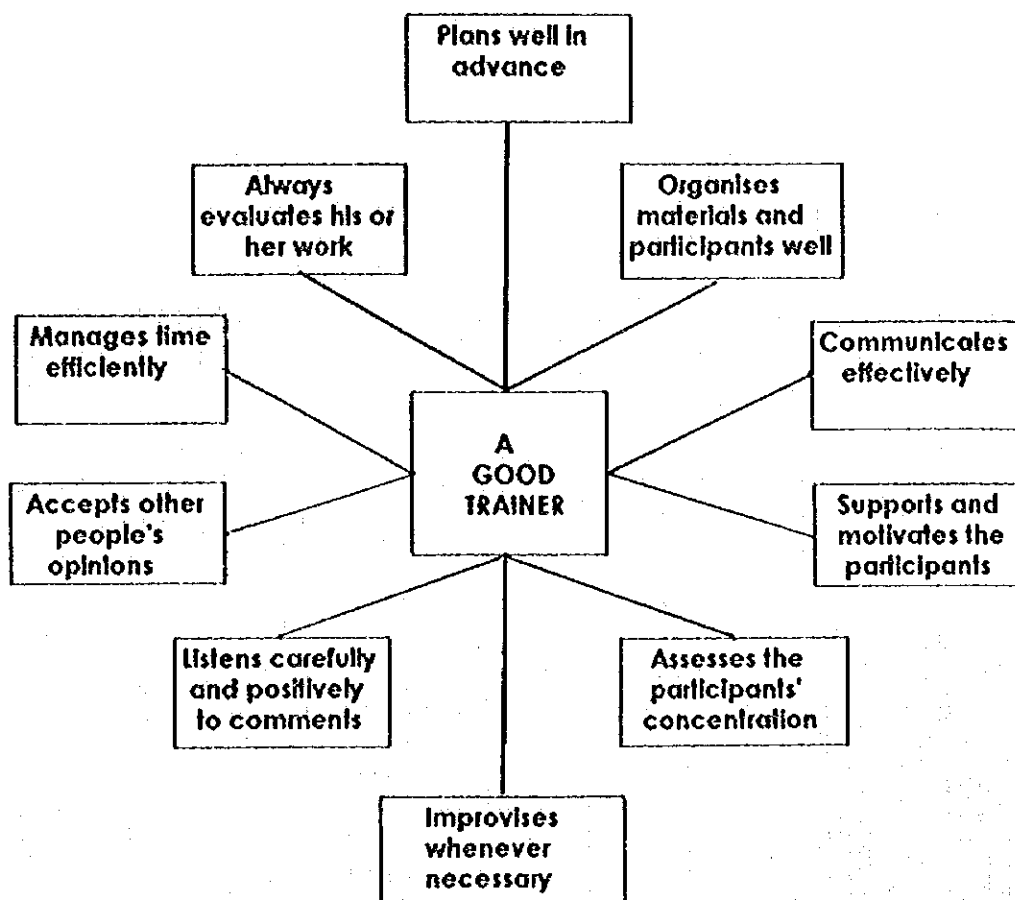 Plans well in
advance
Always
evaluates his or
her work
Organises
materials and
participants well
Manages time
efficiently
Communicates
effectively
A
GOOD
TRAINER
Accepts other
people's
opinions
Supports and
motivates the
participants
Listens carefully
and positively
to comments
Assesses the
participants'
concentration
Improvises
whenever
necessary